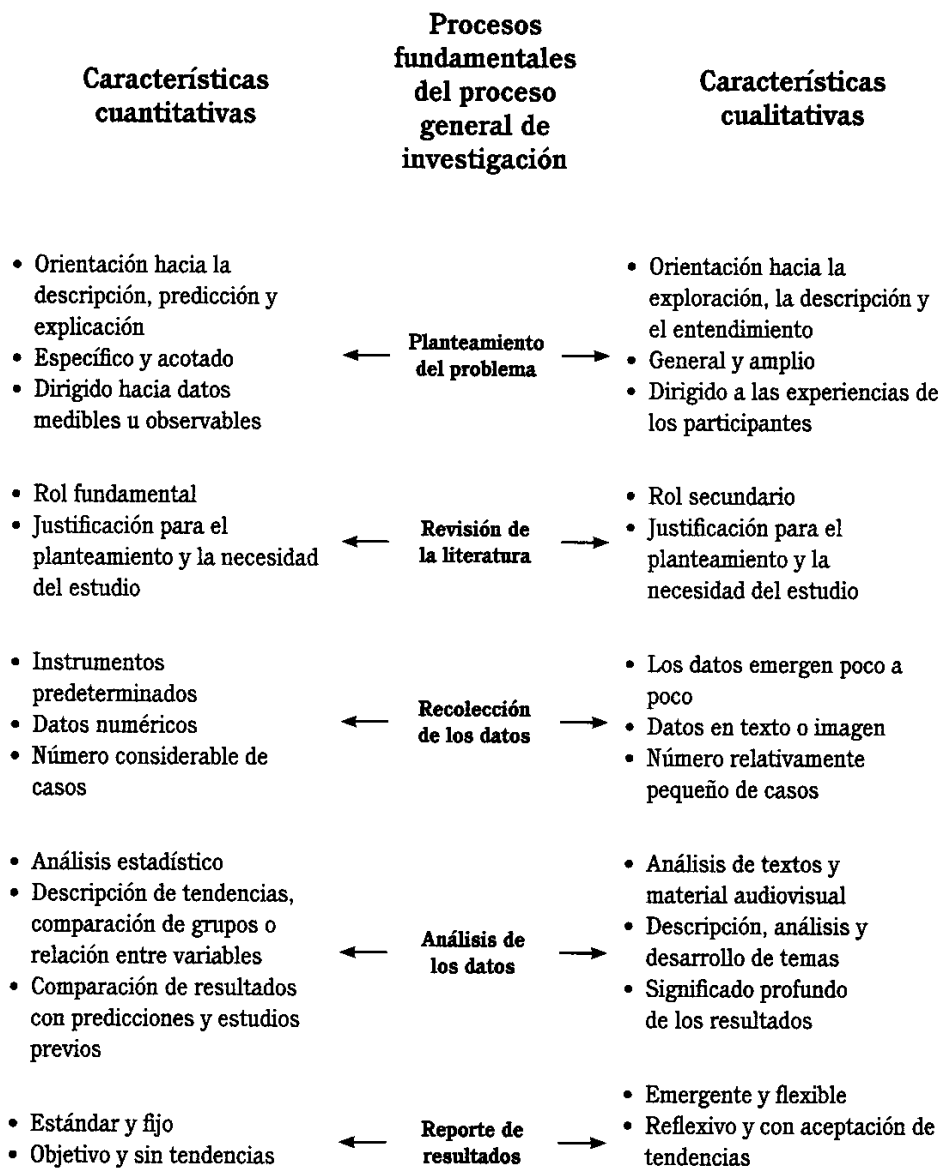 Características
cuantitativas
Procesos
fundamentales
del proceso
general de
investigación
Características
cualitativas
• Orientación hacia la
descripción, predicción y
explicación
• Específico y acotado
• Dirigido hacia datos
medibles u observables
Planteamiento
del problema
• Orientación hacia la
exploración, la descripción y
el entendimiento
• General y amplio
• Dirigido a las experiencias de
los participantes
• Rol fundamental
• Justificación para el
planteamiento y la necesidad
del estudio
Revisión de
la literatura
• Rol secundario
• Justificación para el
planteamiento y la
necesidad del estudio
• Instrumentos
predeterminados
• Datos numéricos
• Número considerable de
casos
Recolección
de los datos
• Los datos emergen poco a
poco
• Datos en texto o imagen
• Número relativamente
pequeño de casos
• Análisis estadístico
• Descripción de tendencias,
comparación de grupos o
relación entre variables
• Comparación de resultados
con predicciones y estudios
previos
Análisis de
los datos
• Análisis de textos y
material audiovisual
• Descripción, análisis y
desarrollo de temas
• Significado profundo
de los resultados
• Estándar y fijo
• Objetivo y sin tendencias
Reporte de
resultados
• Emergente y flexible
• Reflexivo y con aceptación de
tendencias